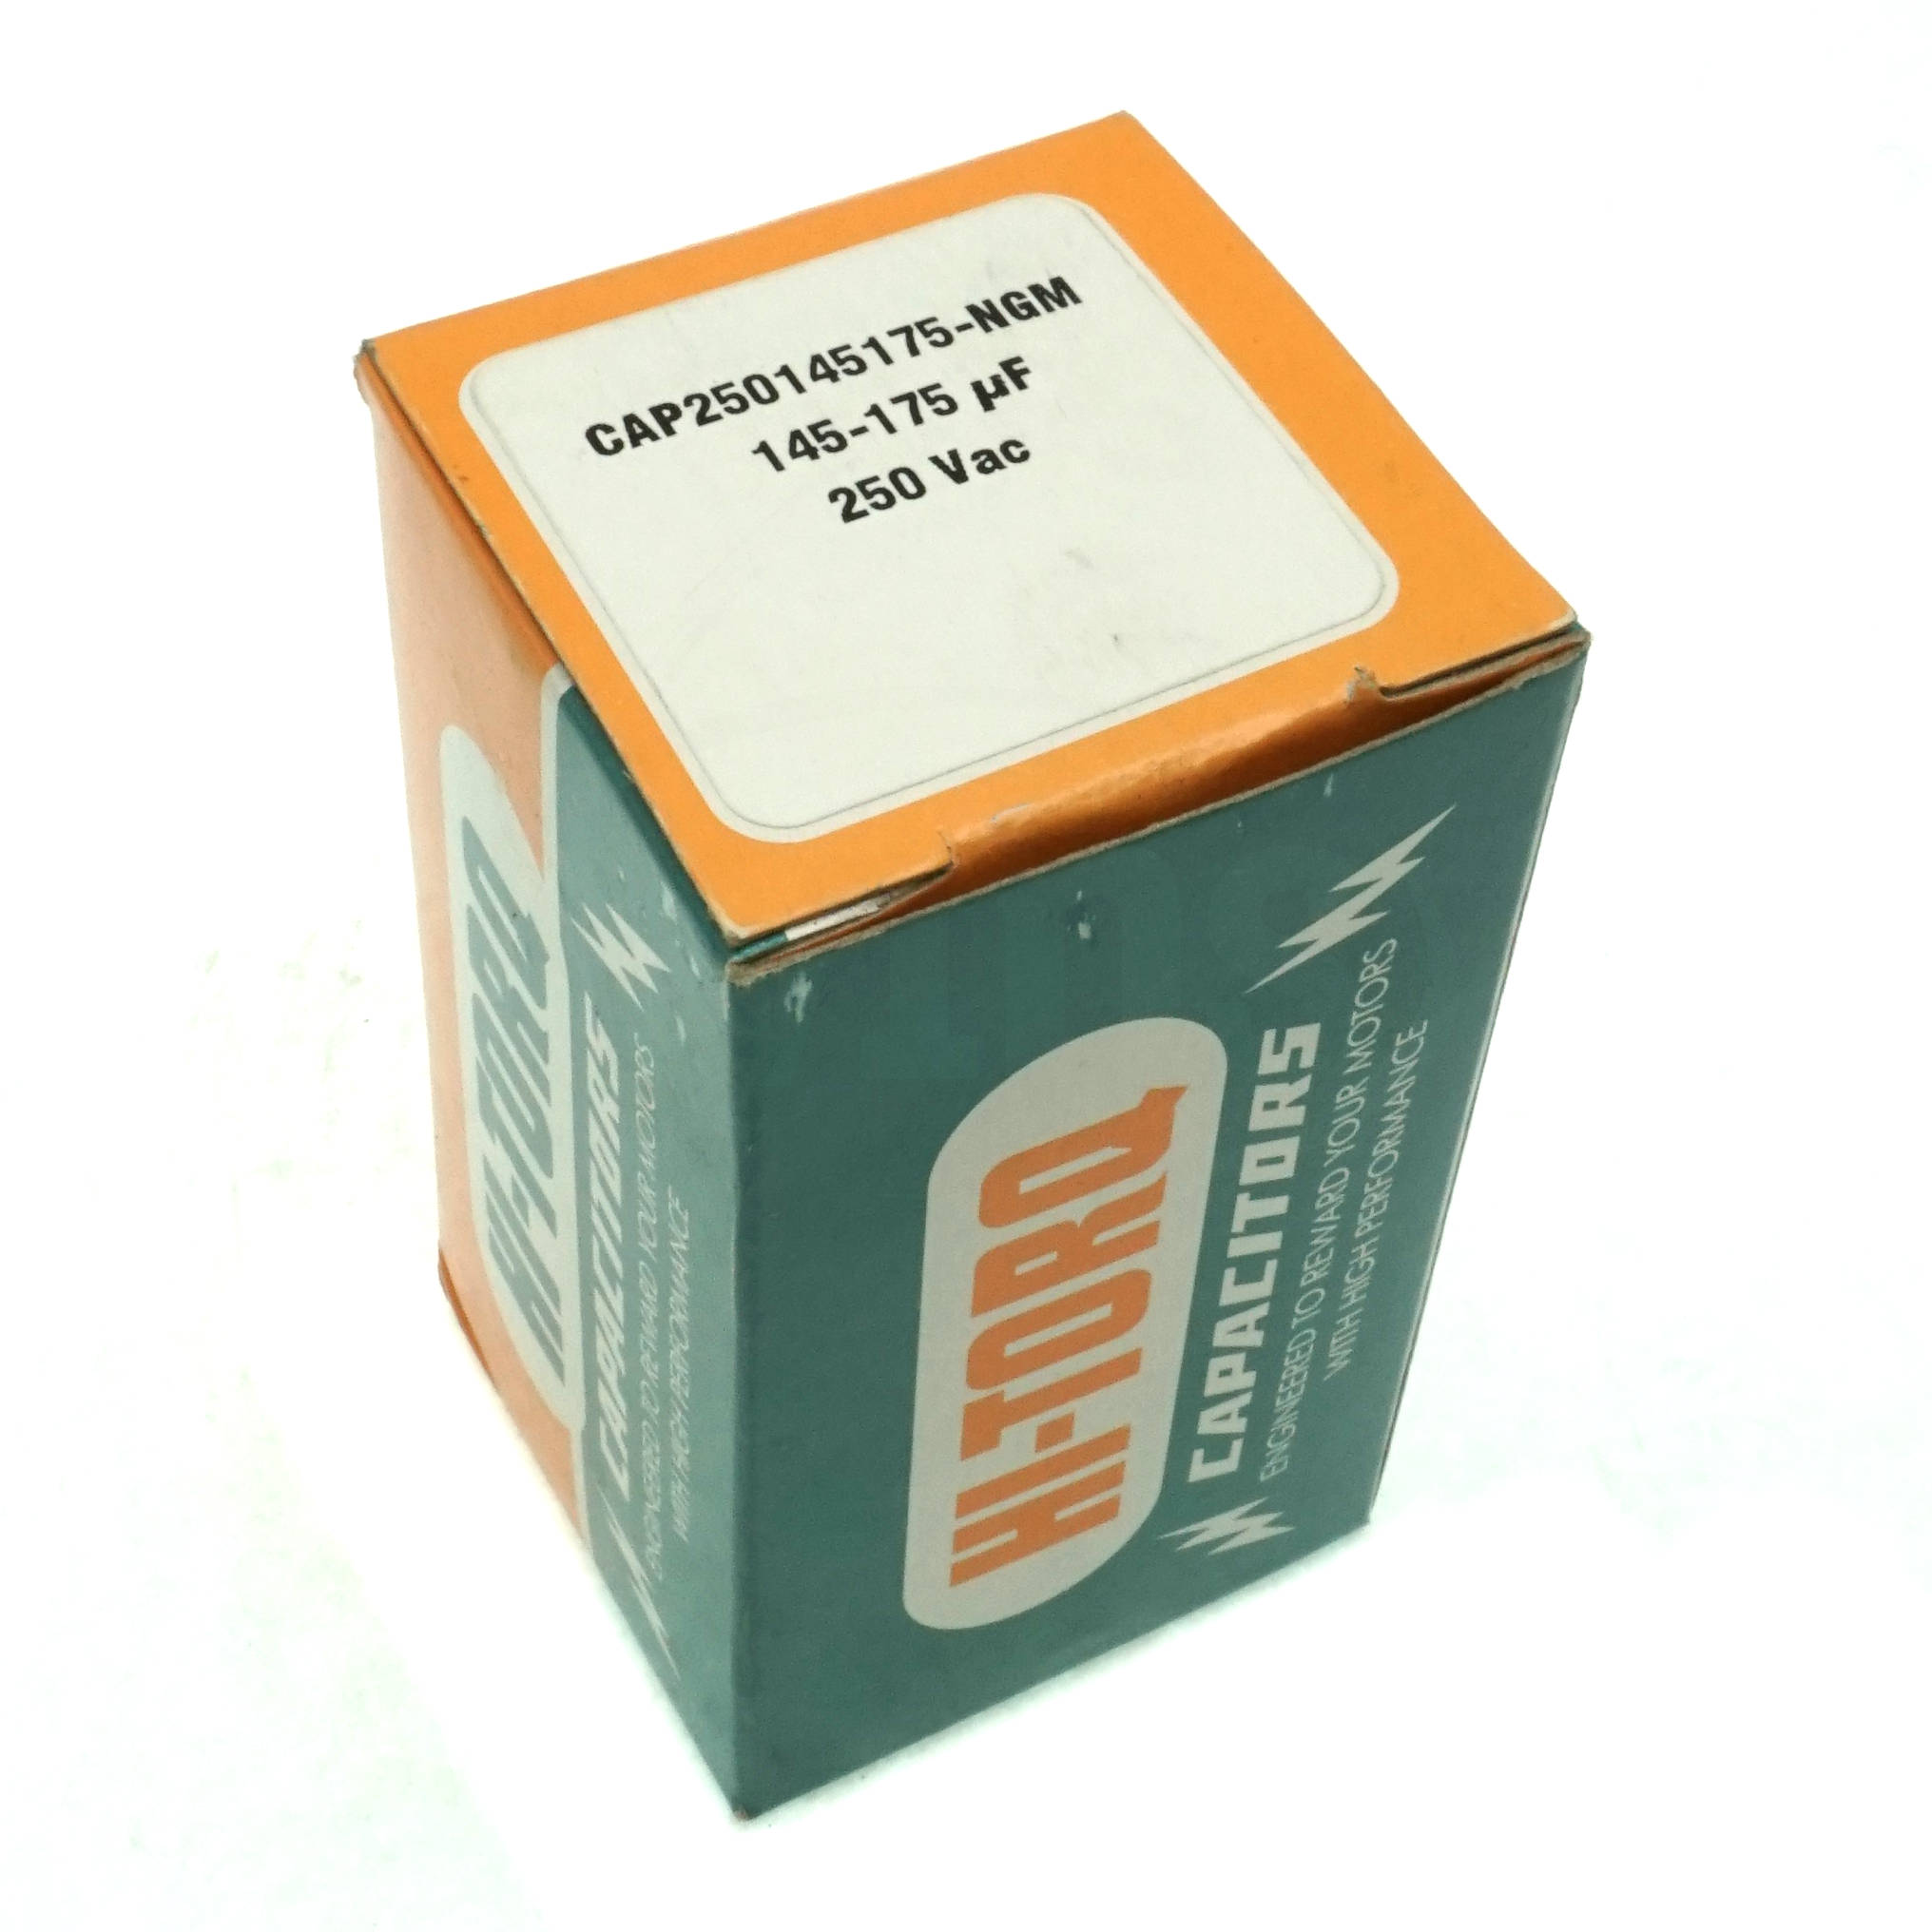 CAP250145175-NGM
145-175 µF
250 Vac
HI-TORQ
CAPACITORS
ENGINEERED TO REWARD YOUR MOTORS
WITH HIGH PERFORMANCE
HI-TORQ
CAPACITORS
ENGINEERED TO REWARD YOUR MOTORS
WITH HIGH PERFORMANCE